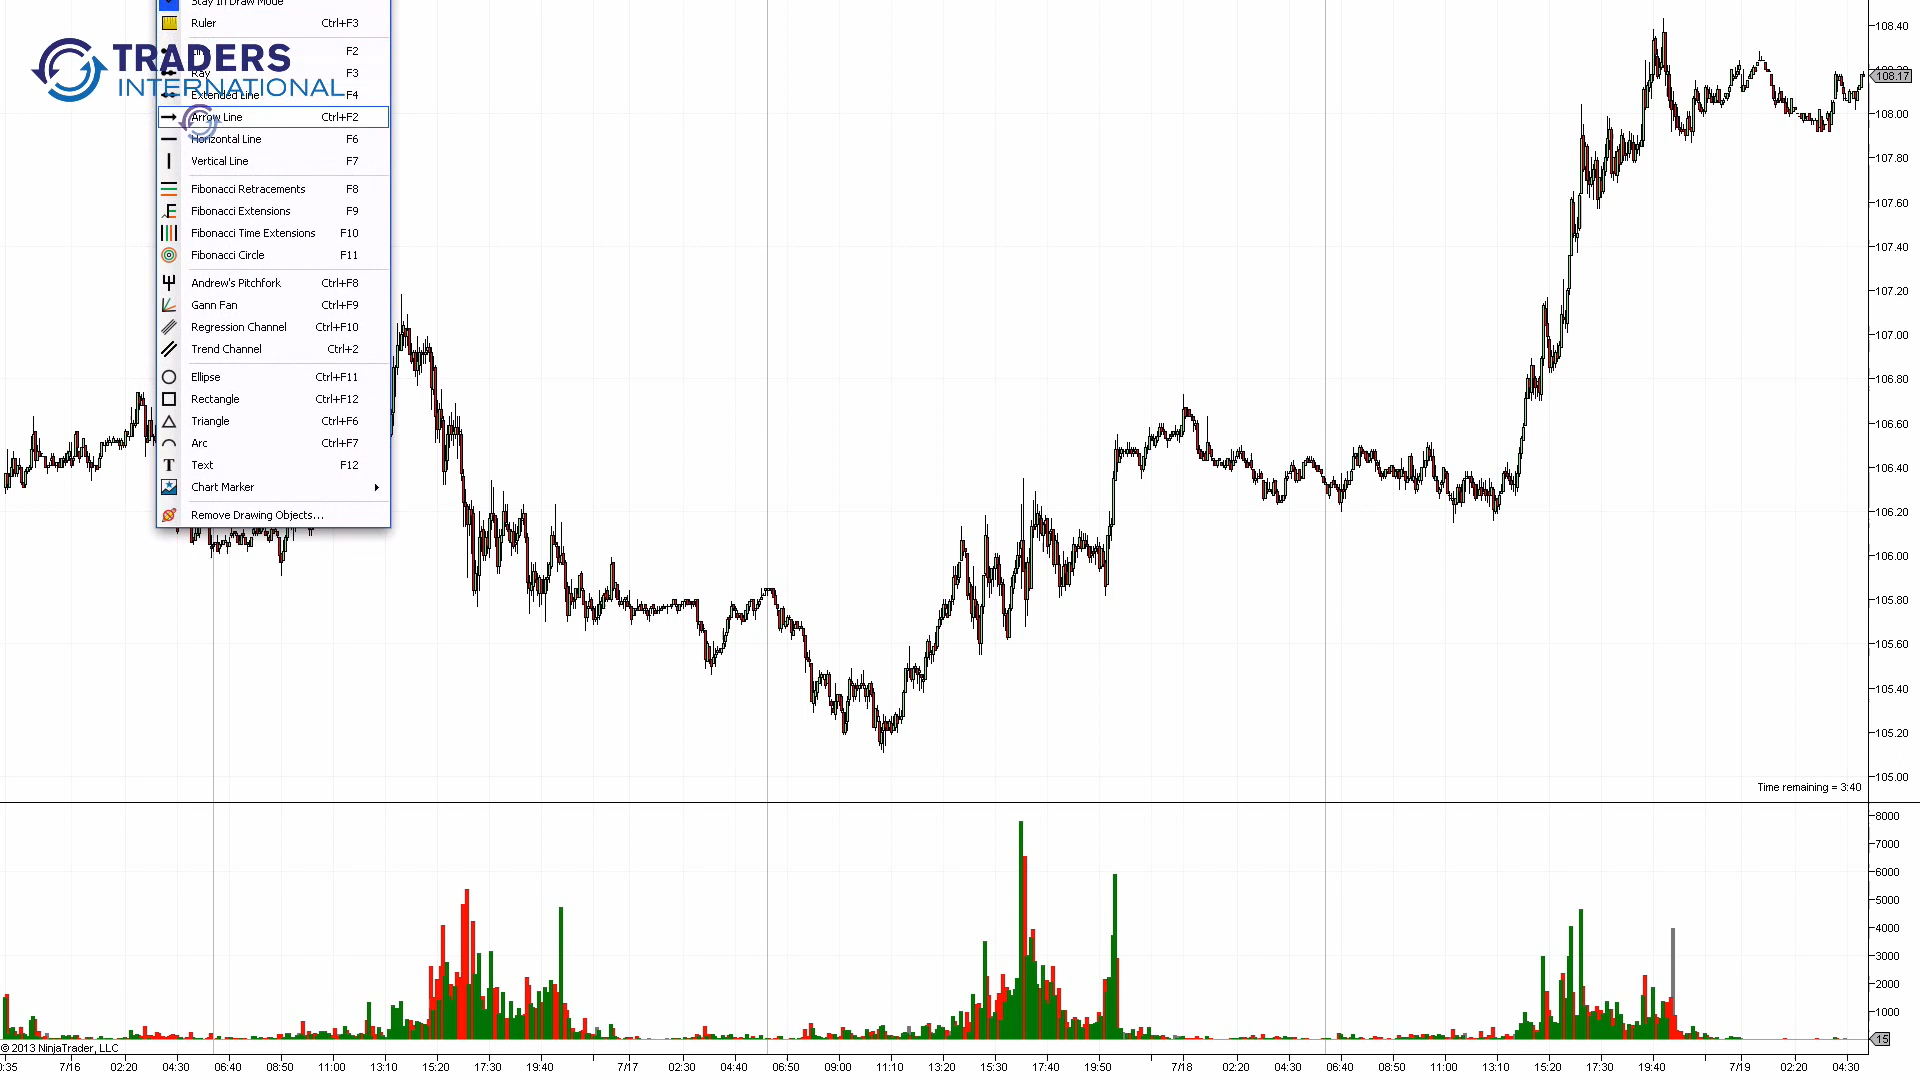 Stay In Draw Mode
Ruler Ctrl+F3
TRADERS
INTERNATIONAL
F2
Ray F3
Extended Line F4
Arrow Line Ctrl+F2
Horizontal Line F6
Vertical Line F7
Fibonacci Retracements F8
Fibonacci Extensions F9
Fibonacci Time Extensions F10
Fibonacci Circle F11
Andrew's Pitchfork Ctrl+F8
Gann Fan Ctrl+F9
Regression Channel Ctrl+F10
Trend Channel Ctrl+2
Ellipse Ctrl+F11
Rectangle Ctrl+F12
Triangle Ctrl+F6
Arc Ctrl+F7
Text F12
Chart Marker
Remove Drawing Objects...
108.40
108.17
108.00
107.80
107.60
107.40
107.20
107.00
106.80
106.60
106.40
106.20
106.00
105.80
105.60
105.40
105.20
105.00
Time remaining = 3:40
8000
7000
6000
5000
4000
3000
2000
1000
15
© 2013 NinjaTrader, LLC
0:35 7/16 02:20 04:30 06:40 08:50 11:00 13:10 15:20 17:30 19:40 7/17 02:30 04:40 06:50 09:00 11:10 13:20 15:30 17:40 19:50 7/18 02:20 04:30 06:40 08:50 11:00 13:10 15:20 17:30 19:40 7/19 02:20 04:30